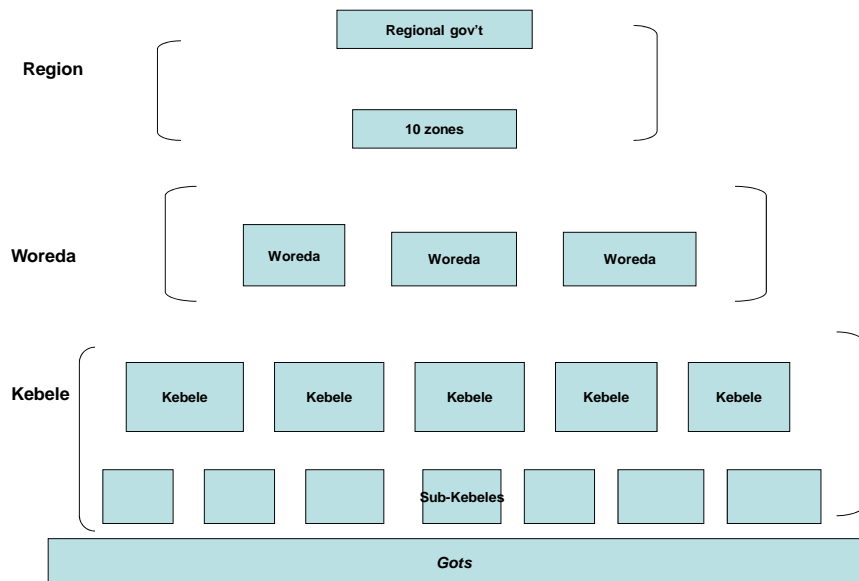 Regional gov't
Region
10 zones
Woreda
Woreda
Woreda
Woreda
Kebele
Kebele
Kebele
Kebele
Kebele
Kebele
Sub-Kebeles
Gots